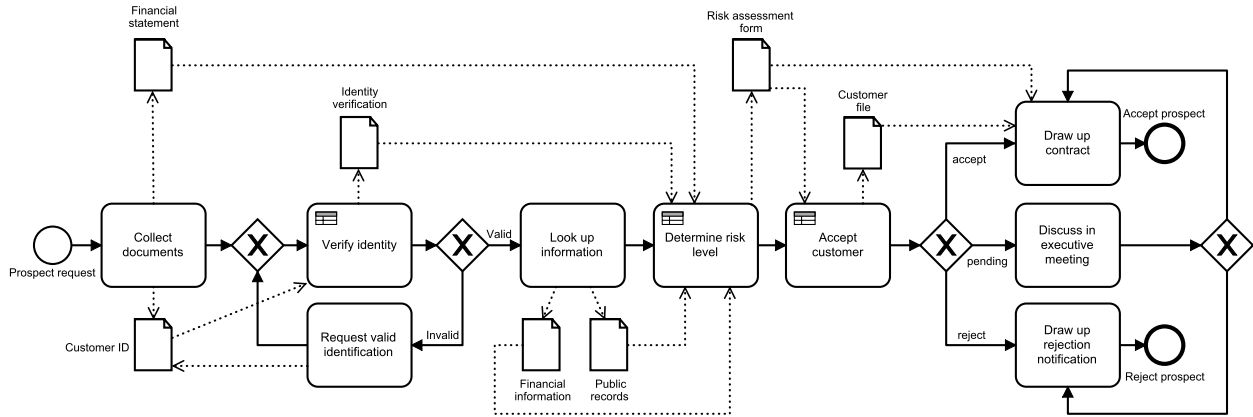 Financial
statement
Risk assessment
form
Identity
verification
Customer
file
Accept prospect
Draw up
contract
accept
Prospect request
Collect
documents
X
Verify identity
X
Valid
Look up
information
Determine risk
level
Accept
customer
X
pending
Discuss in
executive
meeting
X
Customer ID
Request valid
identification
Invalid
Financial
information
Public
records
reject
Draw up
rejection
notification
Reject prospect